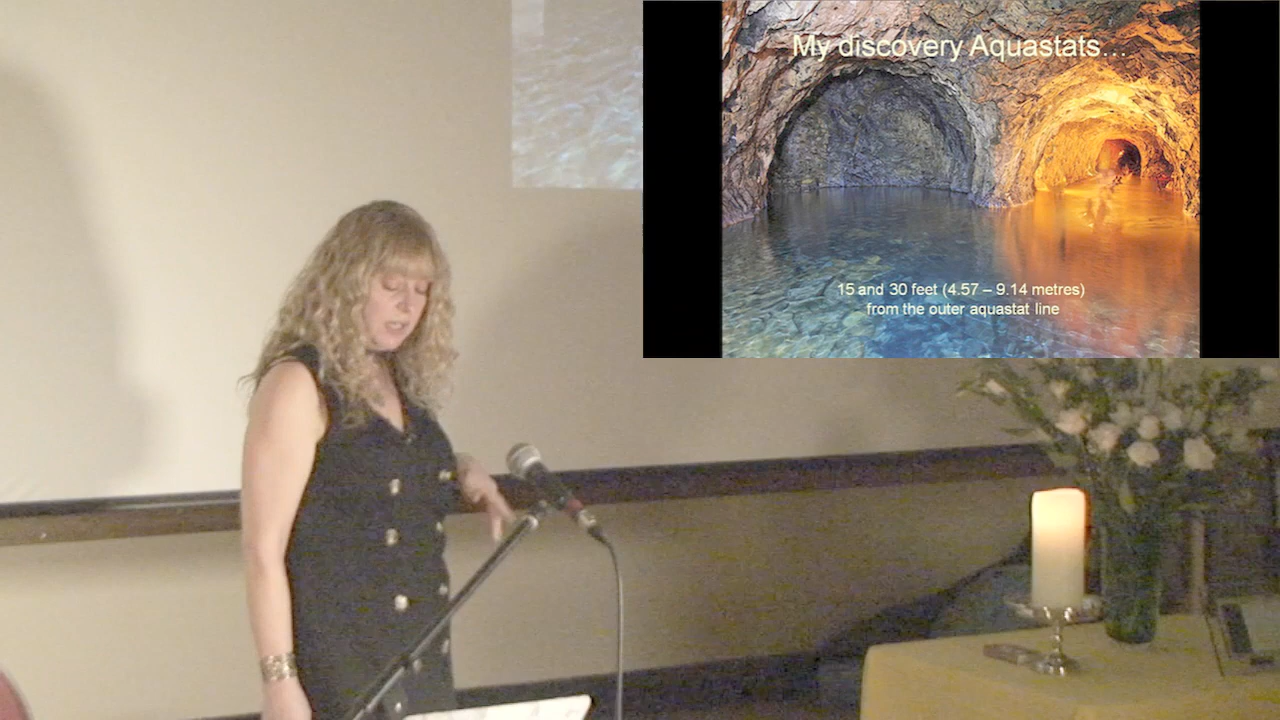 My discovery Aquastats…
15 and 30 feet (4.57 – 9.14 metres)
from the outer aquastat line